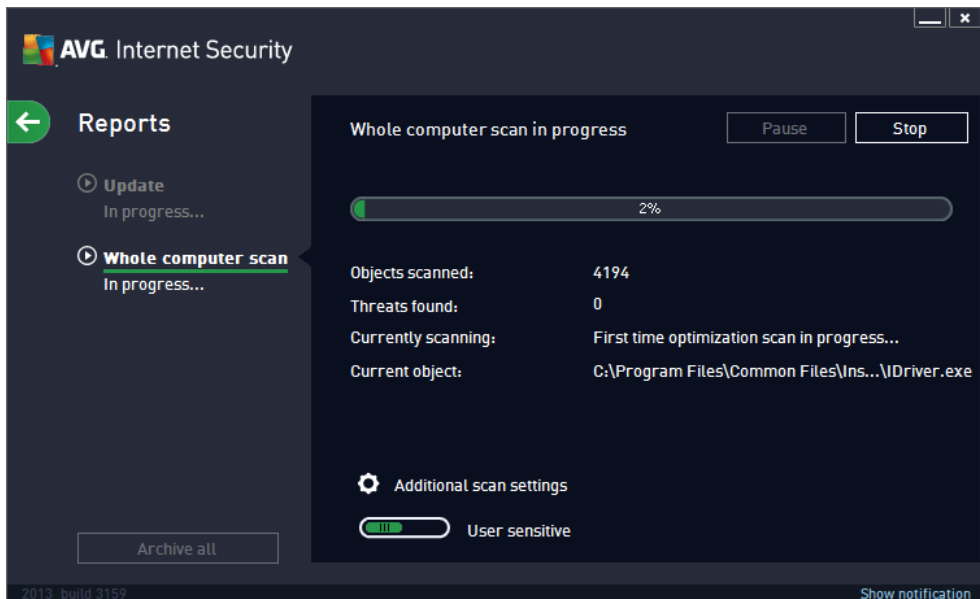 AVG. Internet Security
Reports
Update
In progress...
Whole computer scan
In progress...
Archive all
Whole computer scan in progress
Pause
Stop
2%
Objects scanned: 4194
Threats found: 0
Currently scanning: First time optimization scan in progress...
Current object: C:\Program Files\Common Files\Ins...\IDriver.exe
Additional scan settings
User sensitive
2013 build 3159
Show notification